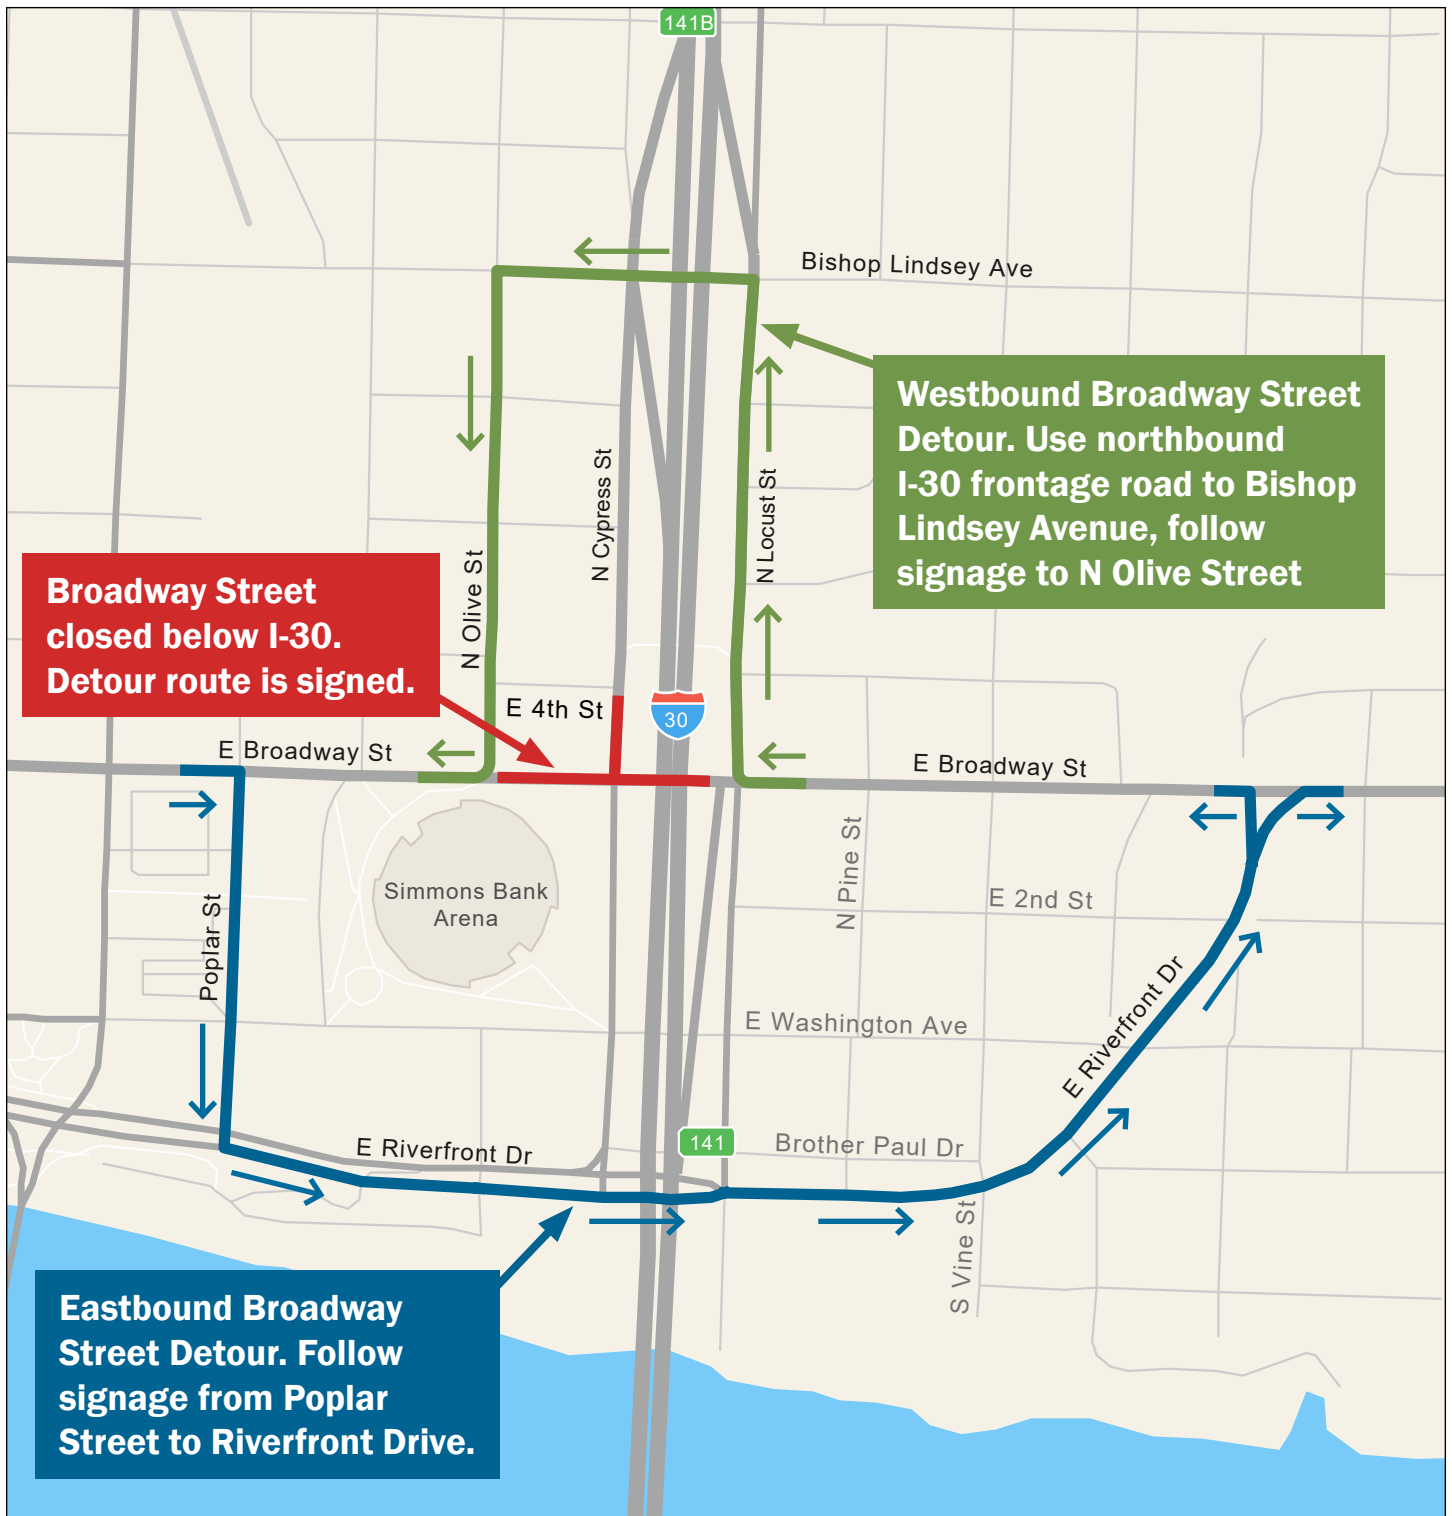 141B
Bishop Lindsey Ave
Westbound Broadway Street
Detour. Use northbound
I-30 frontage road to Bishop
Lindsey Avenue, follow
signage to N Olive Street
N Cypress St
N Locust St
N Olive St
Broadway Street
closed below I-30.
Detour route is signed.
E 4th St
30
E Broadway St
E Broadway St
Simmons Bank
Arena
N Pine St
E 2nd St
Poplar St
E Washington Ave
E Riverfront Dr
E Riverfront Dr
141
Brother Paul Dr
S Vine St
Eastbound Broadway
Street Detour. Follow
signage from Poplar
Street to Riverfront Drive.